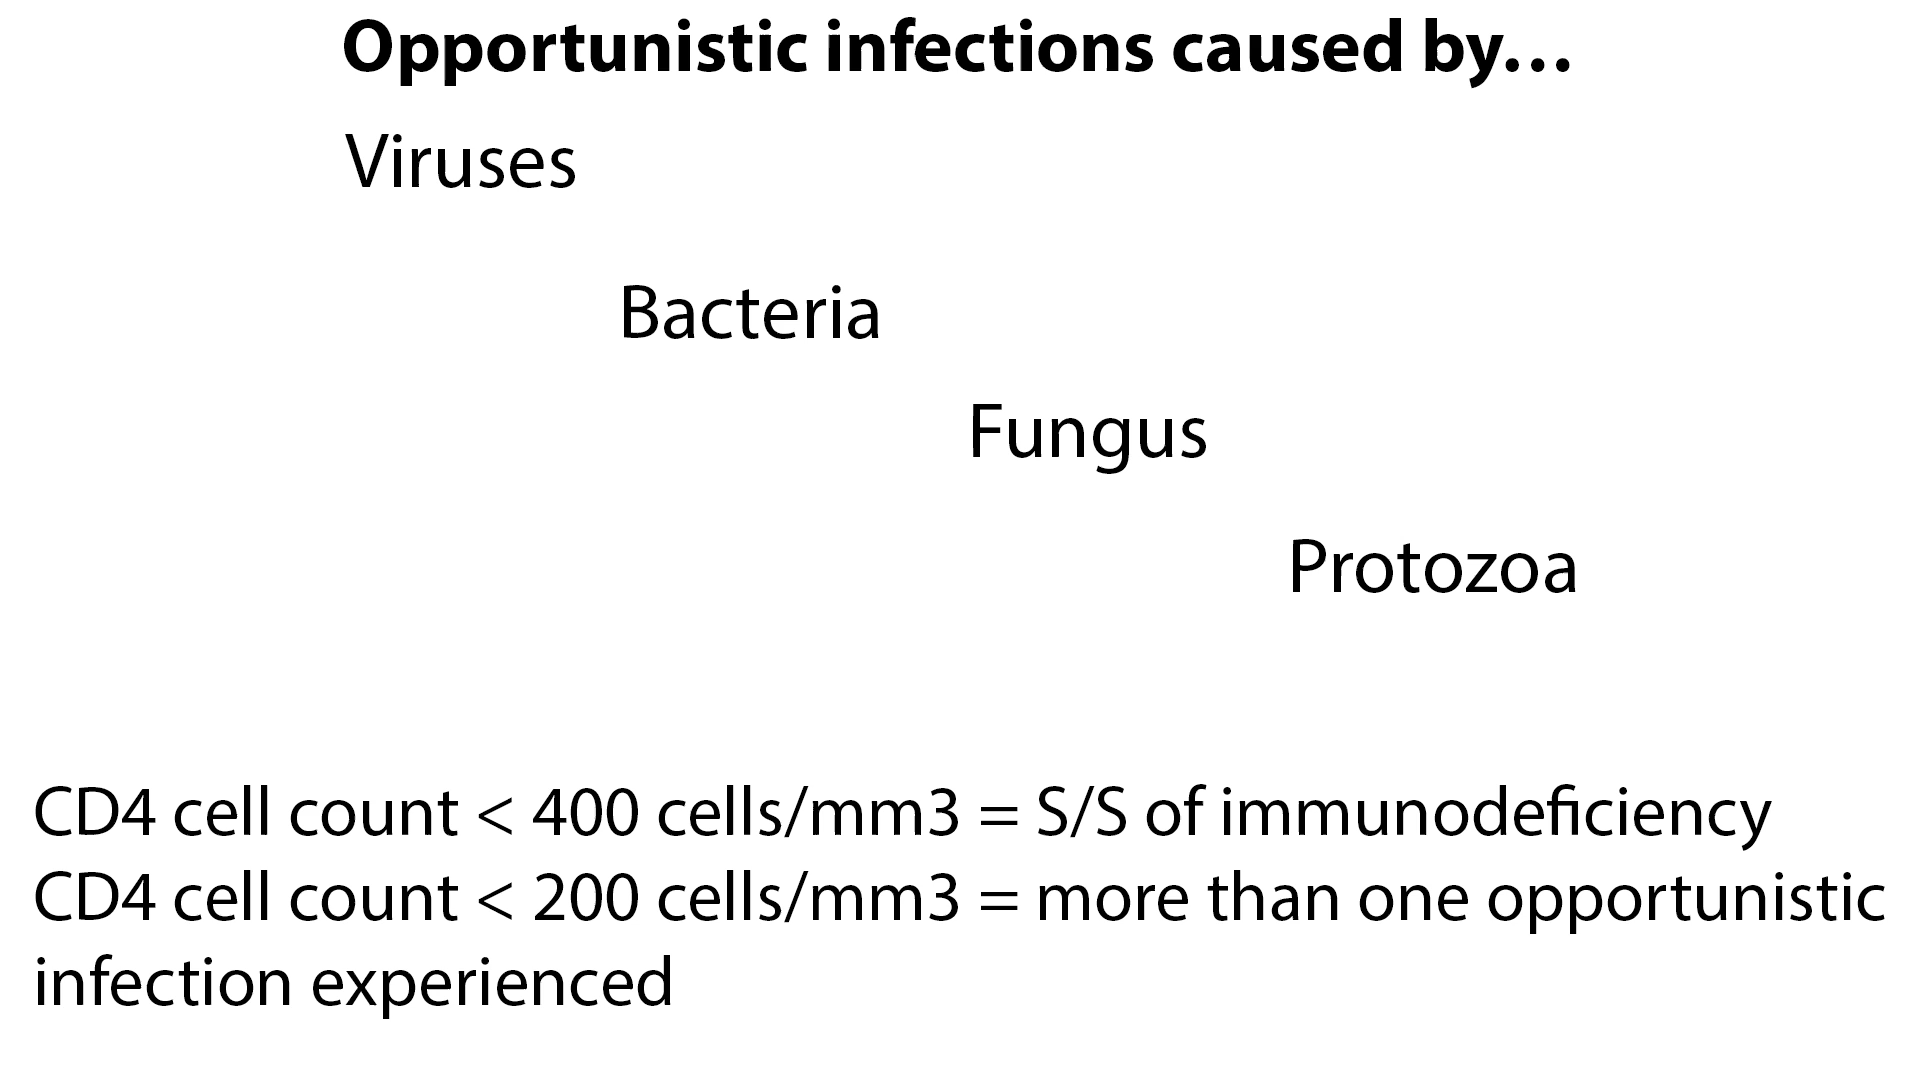 Opportunistic infections caused by...
Viruses
Bacteria
Fungus
Protozoa
CD4 cell count < 400 cells/mm3 = S/S of immunodeficiency
CD4 cell count < 200 cells/mm3 = more than one opportunistic
infection experienced